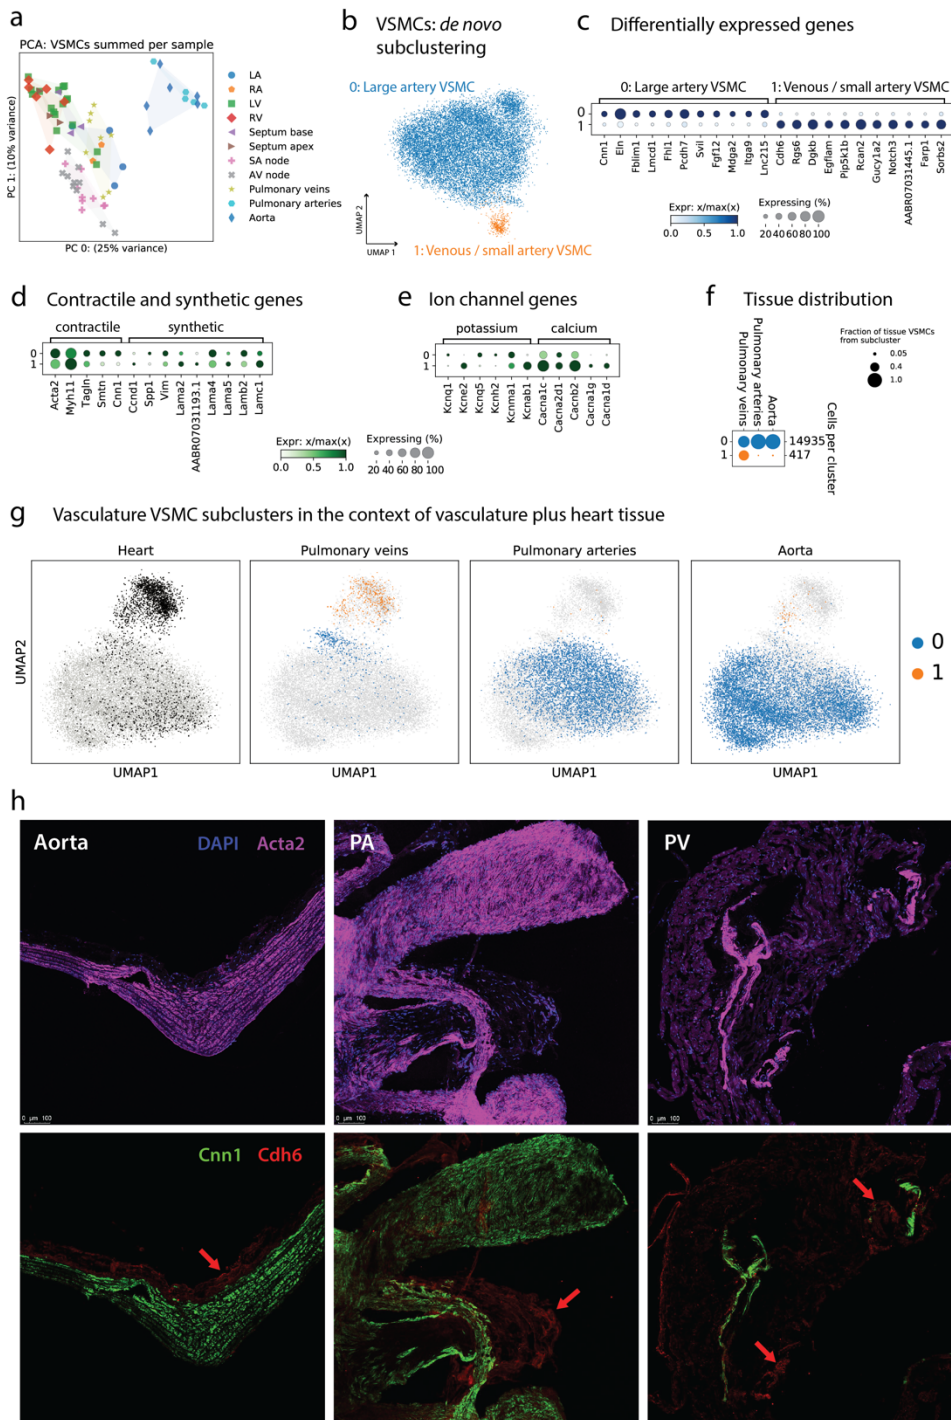 a
PCA: VSMCs summed per sample
PC 1: (10% variance)
PC 0: (25% variance)
LA
RA
LV
RV
Septum base
Septum apex
SA node
AV node
Pulmonary veins
Pulmonary arteries
Aorta
b VSMCs: de novo
subclustering
0: Large artery VSMC
UMAP 2
UMAP 1
1: Venous / small artery VSMC
c Differentially expressed genes
0: Large artery VSMC 1: Venous / small artery VSMC
0
1
Cnn1 Eln Fblim1 Lmcd1 Fhl1 Pcdh7 Svil Fgf12 Mdga2 Itga9 Lnc215 Cdh6 Rgs6 Dgkb Egflam Pip5k1b Rcan2 Gucy1a2 Notch3 AABR07031445.1 Farp1 Sorbs2
Expr: x/max(x) Expressing (%)
0.0 0.5 1.0 20 40 60 80 100
d Contractile and synthetic genes
contractile synthetic
0
1
Acta2 Myh11 Tagln Smtn Cnn1 Ccnd1 Spp1 Vim Lama2 AABR07031193.1 Lama4 Lama5 Lamb2 Lamc1
Expr: x/max(x) Expressing (%)
0.0 0.5 1.0 20 40 60 80 100
e Ion channel genes
potassium calcium
0
1
Kcnq1 Kcne2 Kcnq5 Kcnh2 Kcnma1 Kcnab1 Cacna1c Cacna2d1 Cacnb2 Cacna1g Cacna1d
f Tissue distribution
Fraction of tissue VSMCs
from subcluster
0.05
0.4
1.0
Pulmonary veins
Pulmonary arteries
Aorta
Cells per cluster
0 14935
1 417
g Vasculature VSMC subclusters in the context of vasculature plus heart tissue
Heart Pulmonary veins Pulmonary arteries Aorta
UMAP2
0
1
UMAP1 UMAP1 UMAP1 UMAP1
h
Aorta DAPI Acta2 PA PV
0 µm 100 0 µm 100 0 µm 100
Cnn1 Cdh6